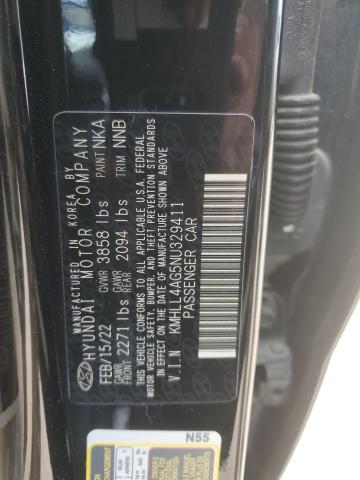 MANUFACTURED IN KOREA
HYUNDAI MOTOR COMPANY
FEB/15/22 GVWR 3858 lbs PAINT NKA
GAWR FRONT 2271 lbs GAWR REAR 2094 lbs TRIM NNB
THIS VEHICLE CONFORMS TO ALL APPLICABLE U.S.A. FEDERAL
MOTOR VEHICLE SAFETY, BUMPER, AND THEFT PREVENTION STANDARDS
IN EFFECT ON THE DATE OF MANUFACTURE SHOWN ABOVE
V.I.N KMHLL4AG5NU329411
PASSENGER CAR
N55